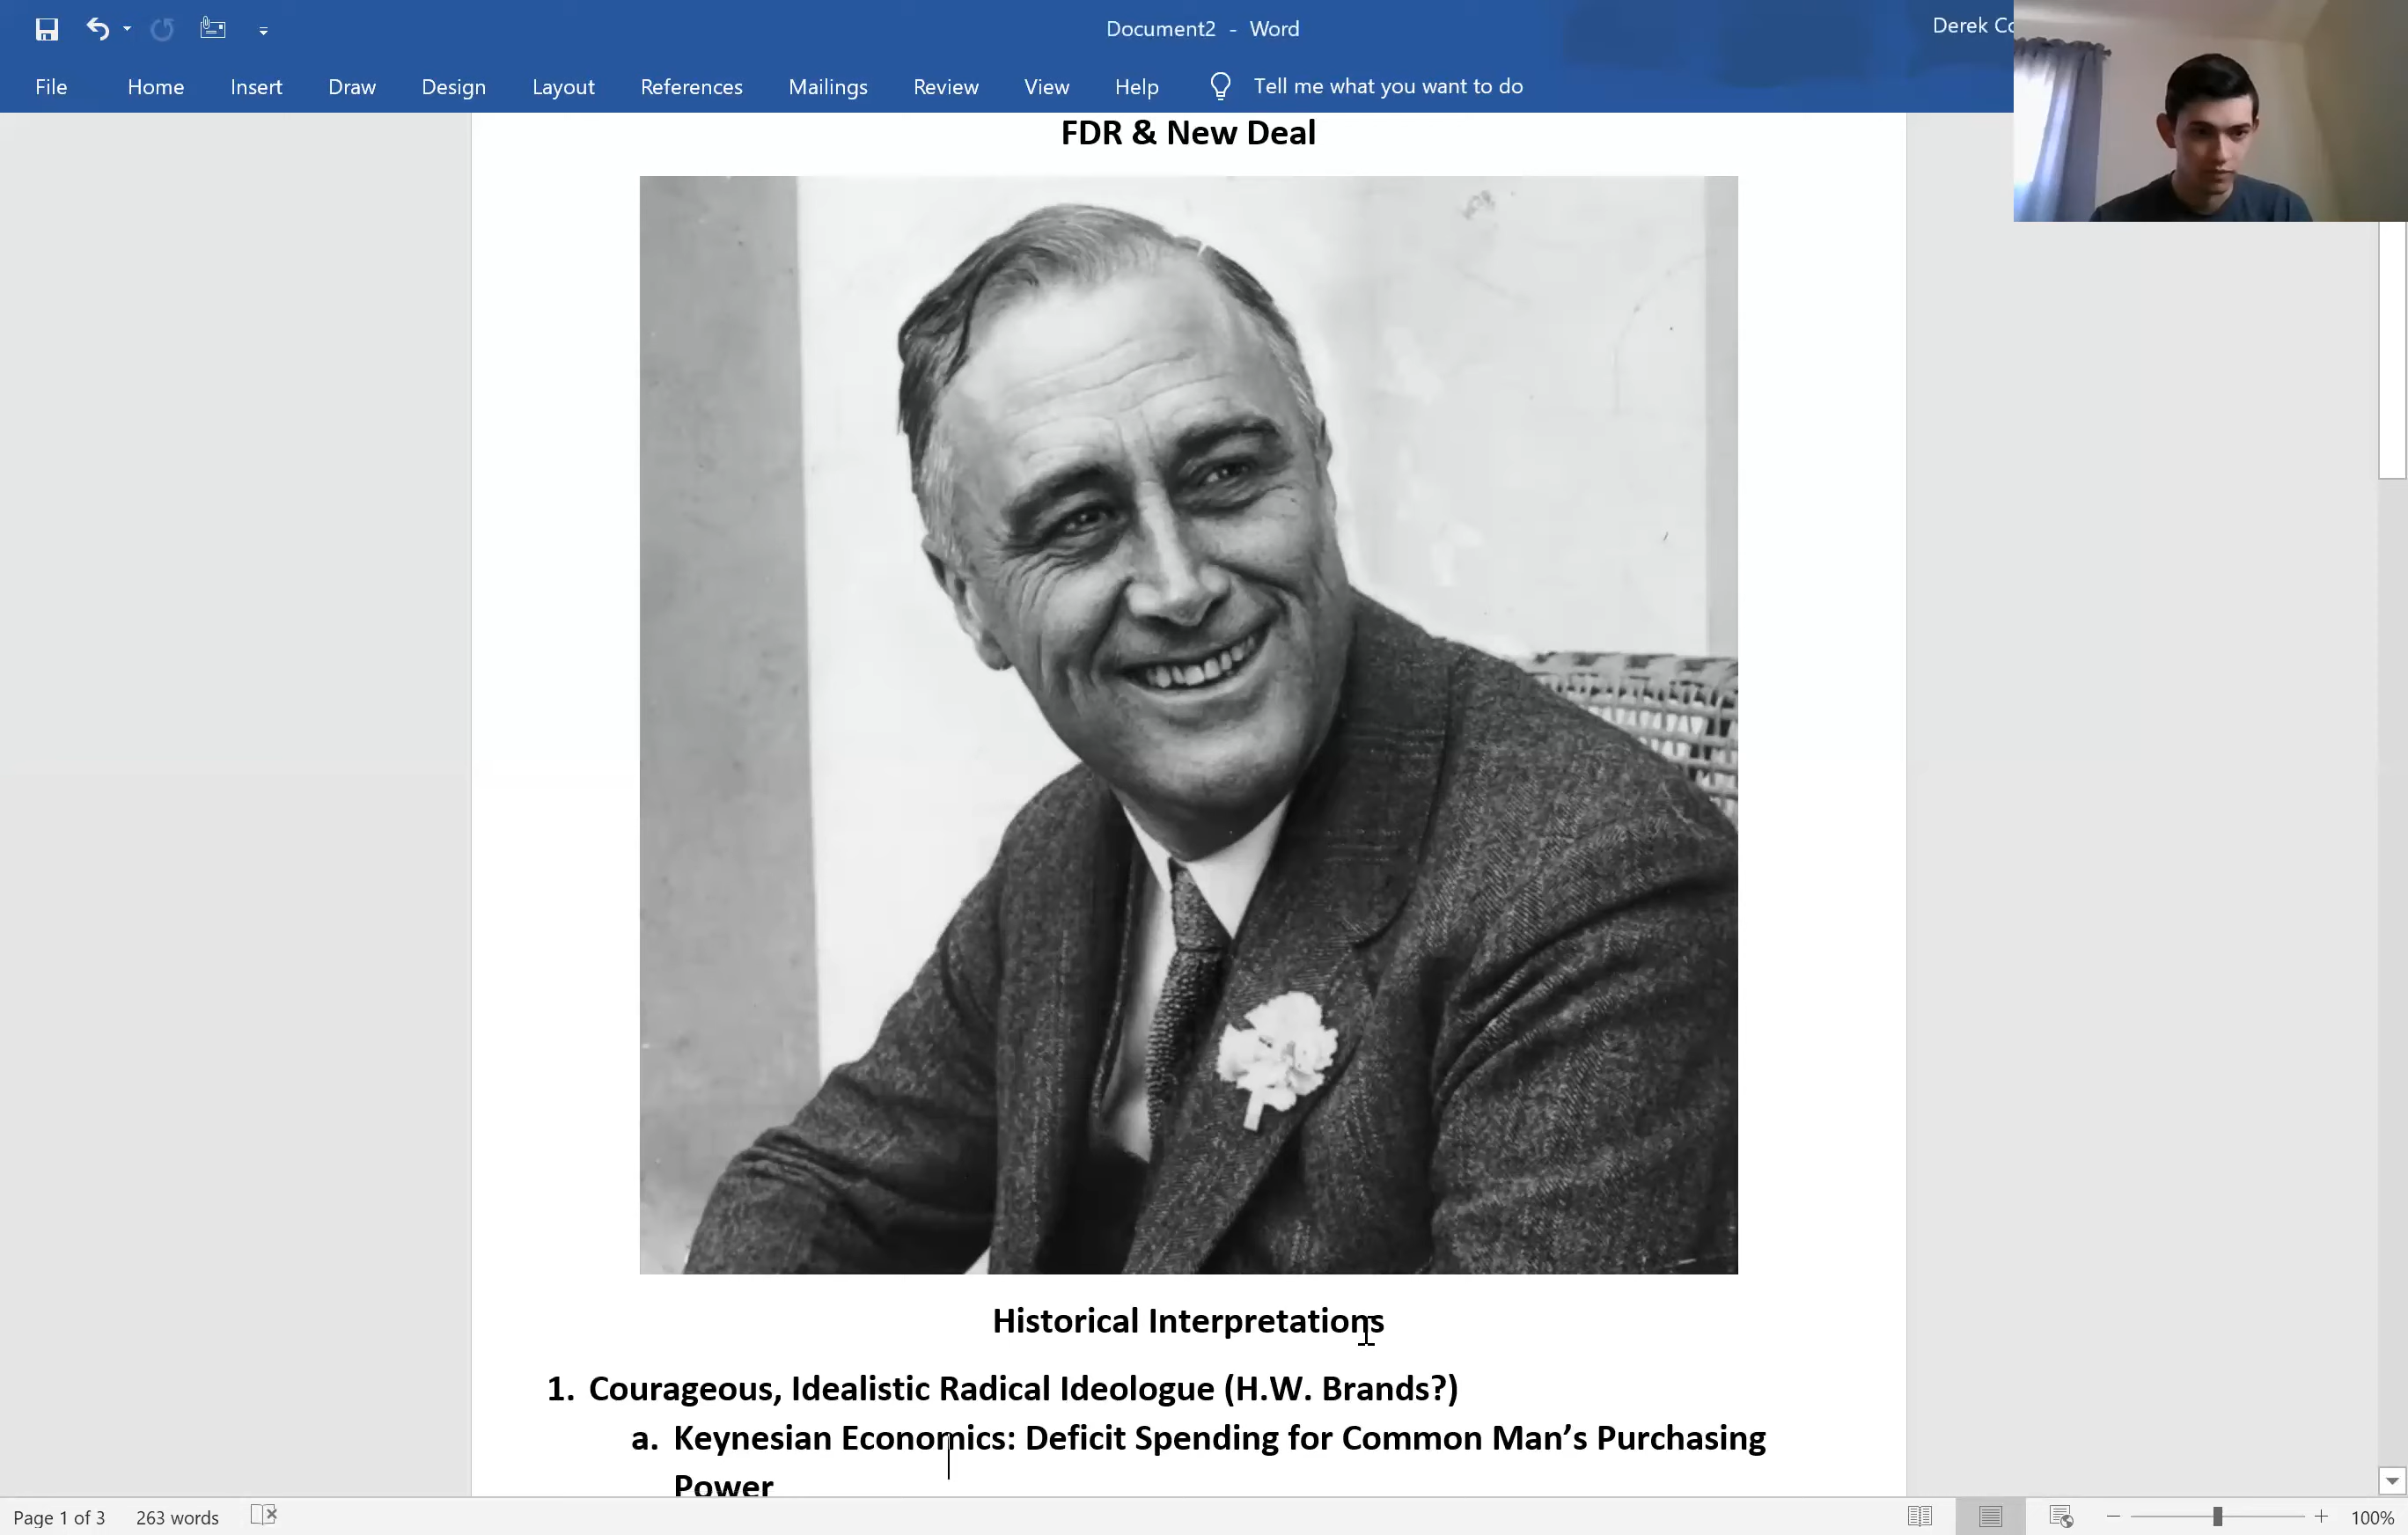 Document2 - Word
Derek Co
File Home Insert Draw Design Layout References Mailings Review View Help Tell me what you want to do
FDR & New Deal
Historical Interpretations
1. Courageous, Idealistic Radical Ideologue (H.W. Brands?)
a. Keynesian Economics: Deficit Spending for Common Man's Purchasing
Power
Page 1 of 3 263 words 100%